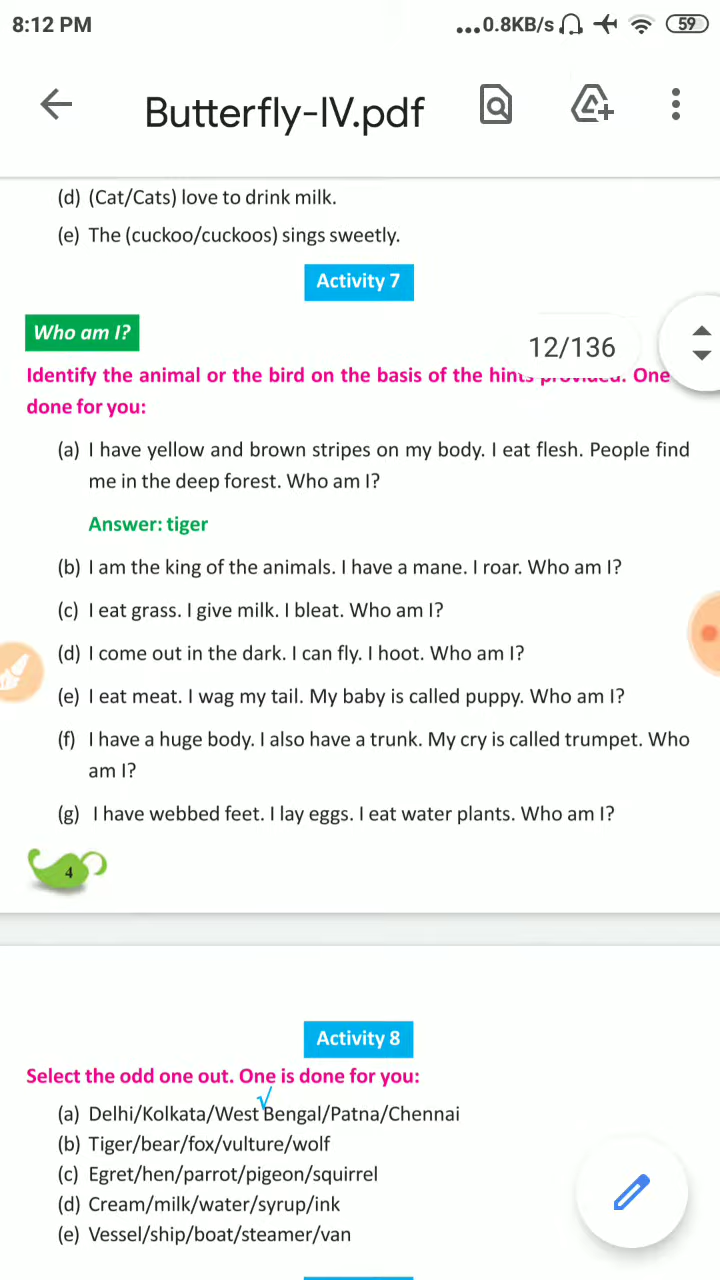 8:12 PM
...0.8KB/s
59
Butterfly-IV.pdf
(d) (Cat/Cats) love to drink milk.
(e) The (cuckoo/cuckoos) sings sweetly.
Activity 7
Who am I?
12/136
Identify the animal or the bird on the basis of the hints provided. One
done for you:
(a) I have yellow and brown stripes on my body. I eat flesh. People find
me in the deep forest. Who am I?
Answer: tiger
(b) I am the king of the animals. I have a mane. I roar. Who am I?
(c) I eat grass. I give milk. I bleat. Who am I?
(d) I come out in the dark. I can fly. I hoot. Who am I?
(e) I eat meat. I wag my tail. My baby is called puppy. Who am I?
(f) I have a huge body. I also have a trunk. My cry is called trumpet. Who
am I?
(g) I have webbed feet. I lay eggs. I eat water plants. Who am I?
4
Activity 8
Select the odd one out. One is done for you:
(a) Delhi/Kolkata/West Bengal/Patna/Chennai
(b) Tiger/bear/fox/vulture/wolf
(c) Egret/hen/parrot/pigeon/squirrel
(d) Cream/milk/water/syrup/ink
(e) Vessel/ship/boat/steamer/van